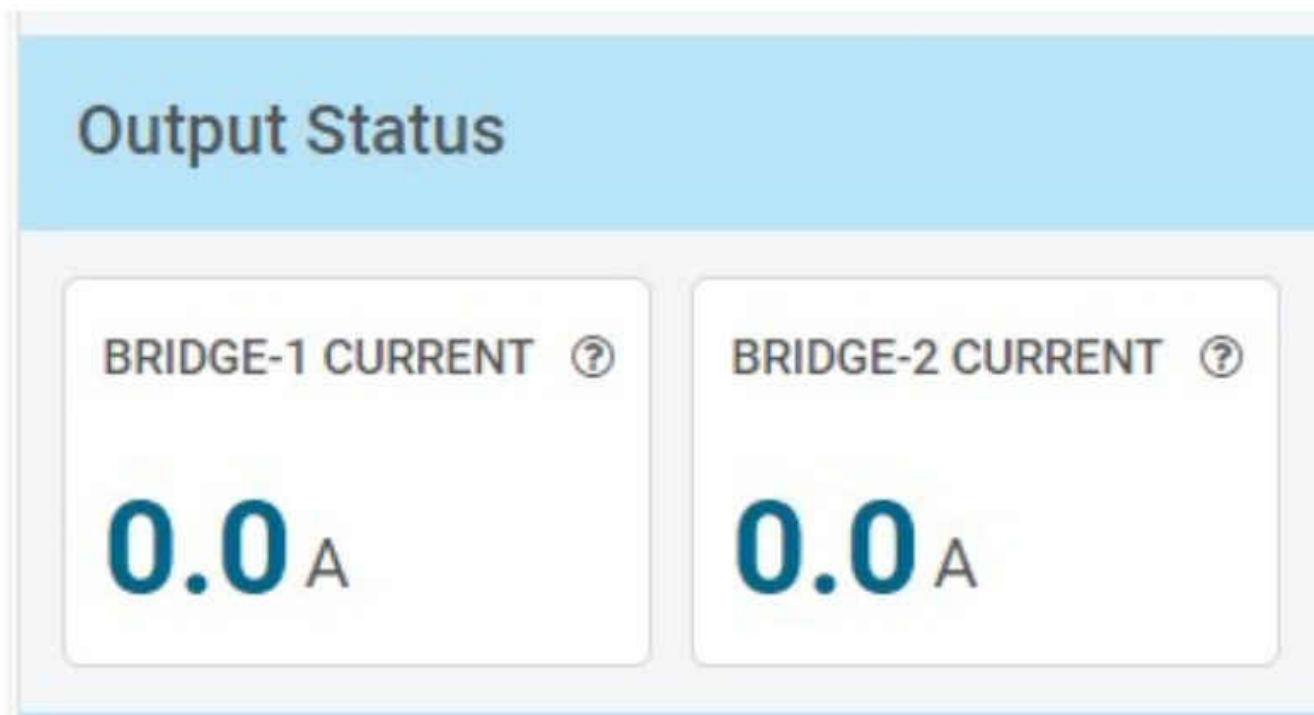 Output Status
BRIDGE-1 CURRENT ?
BRIDGE-2 CURRENT ?
0.0 A
0.0 A